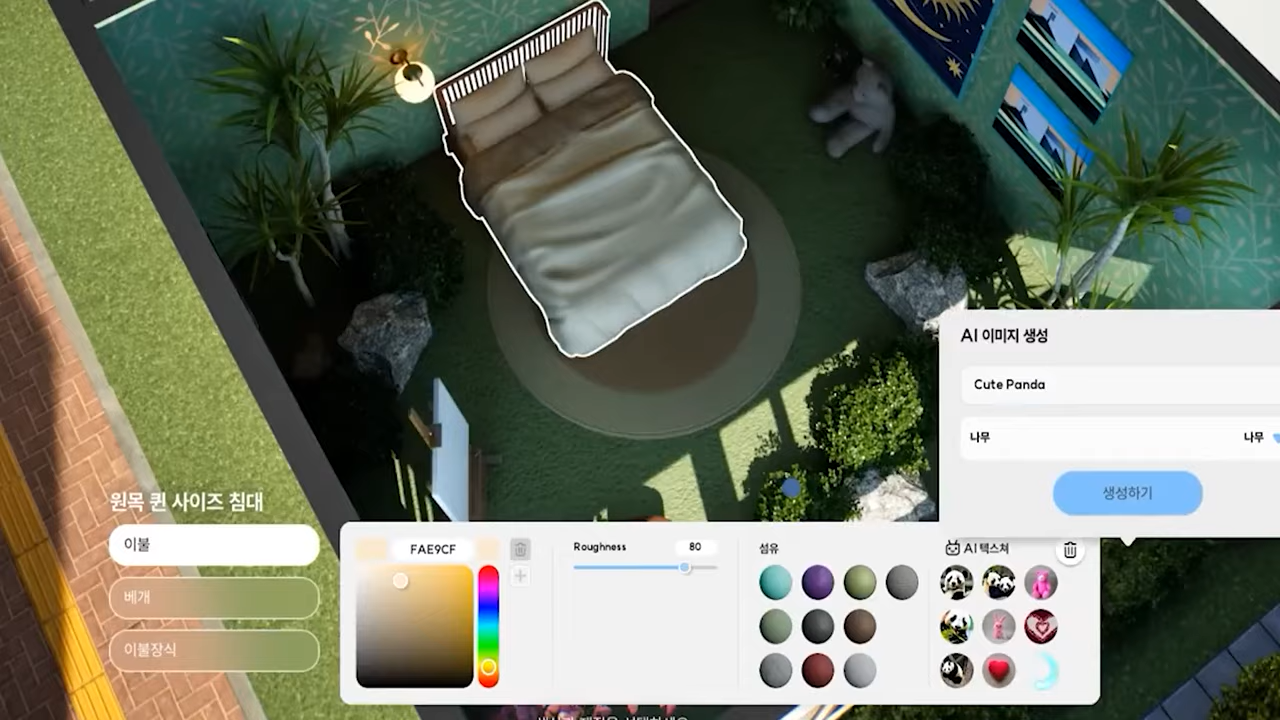 AI 이미지 생성
Cute Panda
나무 나무
생성하기
원목 퀸 사이즈 침대
이불
베개
이불장식
FAE9CF
Roughness 80
섬유
AI 텍스쳐